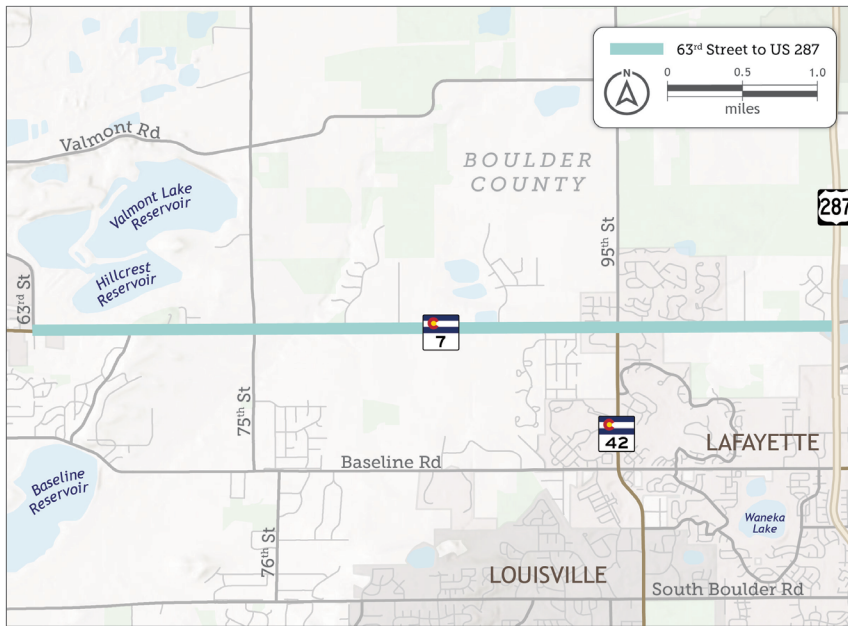 63rd Street to US 287
N
0 0.5 1.0
miles
Valmont Rd
BOULDER
COUNTY
Valmont Lake
Reservoir
287
95th St
Hillcrest
Reservoir
63rd St
7
75th St
42
LAFAYETTE
Baseline Rd
Baseline
Reservoir
Waneka
Lake
76th St
LOUISVILLE
South Boulder Rd